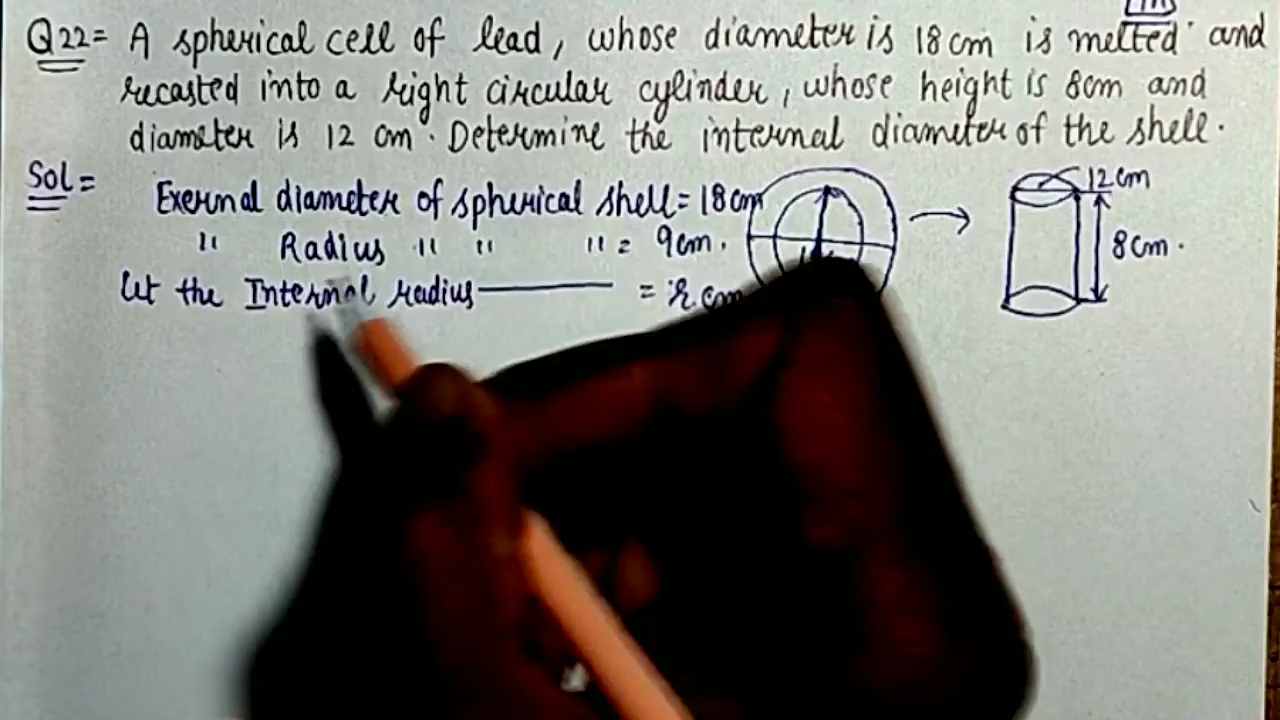 Q22= A spherical cell of lead, whose diameter is 18 cm is melted and
recasted into a right circular cylinder, whose height is 8cm and
diameter is 12 cm. Determine the internal diameter of the shell.
Sol= Exernal diameter of spherical shell = 18cm
" Radius " " " = 9cm.
let the Internal radius — = r cm
12cm
8cm.